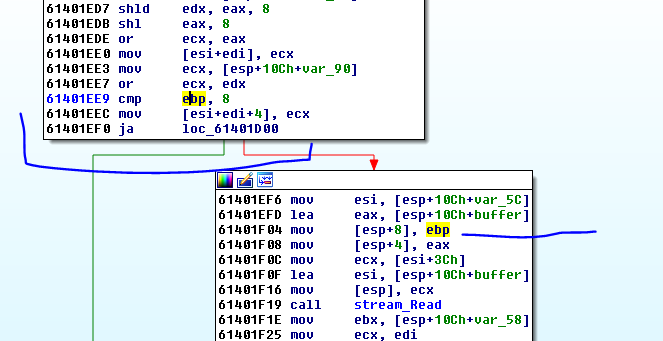 61401ED7 shld    edx, eax, 8
61401EDB shl     eax, 8
61401EDE or      ecx, eax
61401EE0 mov     [esi+edi], ecx
61401EE3 mov     ecx, [esp+10Ch+var_90]
61401EE7 or      ecx, edx
61401EE9 cmp     ebp, 8
61401EEC mov     [esi+edi+4], ecx
61401EF0 ja      loc_61401D00
61401EF6 mov     esi, [esp+10Ch+var_5C]
61401EFD lea     eax, [esp+10Ch+buffer]
61401F04 mov     [esp+8], ebp
61401F08 mov     [esp+4], eax
61401F0C mov     ecx, [esi+3Ch]
61401F0F lea     esi, [esp+10Ch+buffer]
61401F16 mov     [esp], ecx
61401F19 call    stream_Read
61401F1E mov     ebx, [esp+10Ch+var_58]
61401F25 mov     ecx, edi